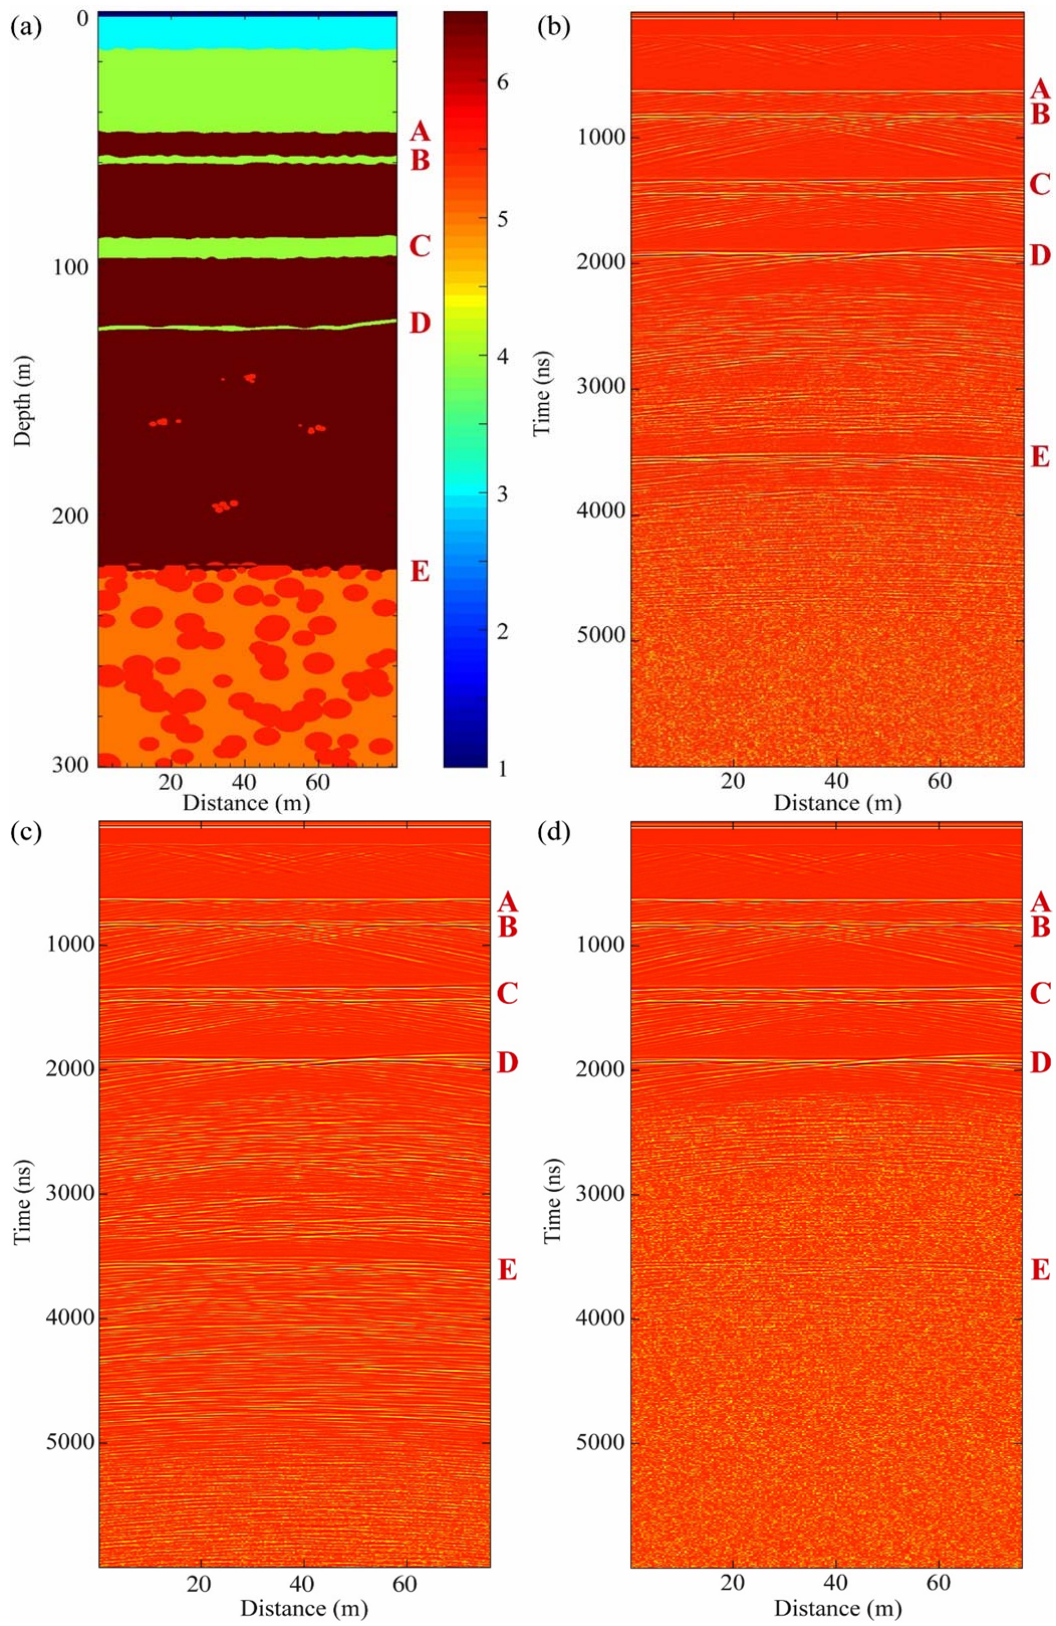 (a)
0
100
200
300
Depth (m)
20
40
60
Distance (m)
A
B
C
D
E
6
5
4
3
2
1
(b)
1000
2000
3000
4000
5000
Time (ns)
20
40
60
Distance (m)
A
B
C
D
E
(c)
1000
2000
3000
4000
5000
Time (ns)
20
40
60
Distance (m)
A
B
C
D
E
(d)
1000
2000
3000
4000
5000
Time (ns)
20
40
60
Distance (m)
A
B
C
D
E